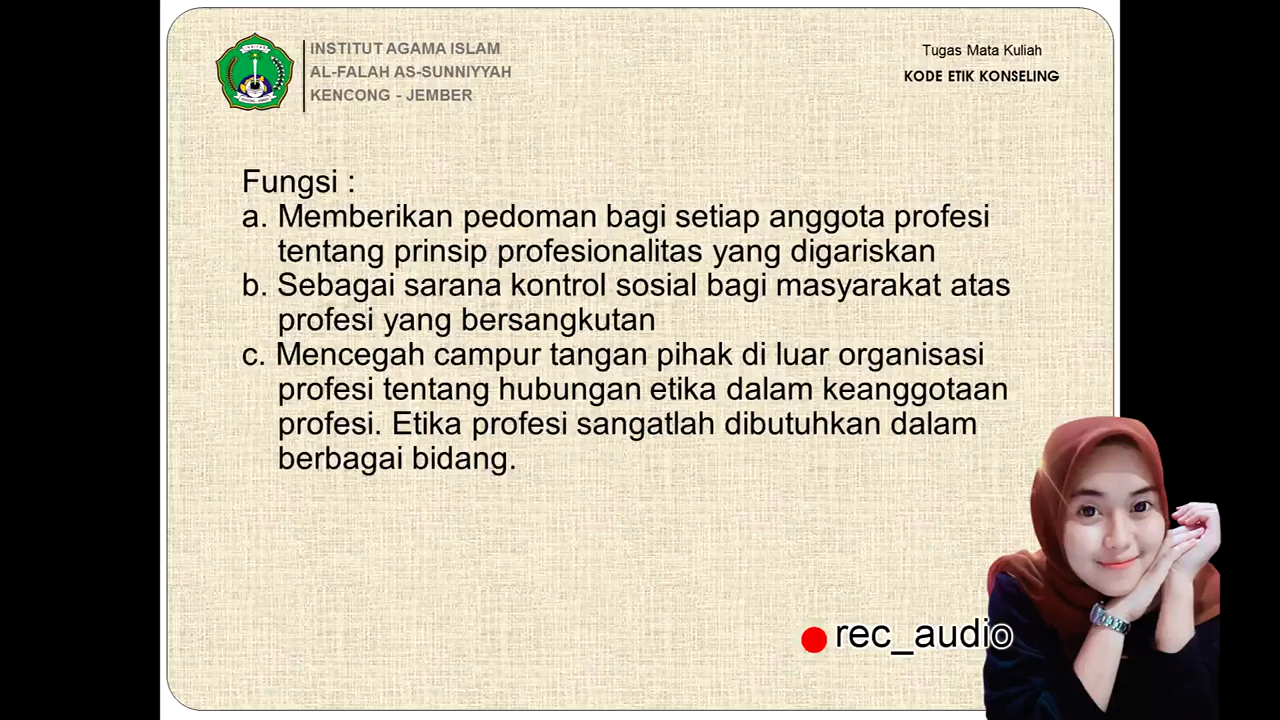 INSTITUT AGAMA ISLAM
AL-FALAH AS-SUNNIYYAH
KENCONG - JEMBER
Tugas Mata Kuliah
KODE ETIK KONSELING
Fungsi :
a. Memberikan pedoman bagi setiap anggota profesi
tentang prinsip profesionalitas yang digariskan
b. Sebagai sarana kontrol sosial bagi masyarakat atas
profesi yang bersangkutan
c. Mencegah campur tangan pihak di luar organisasi
profesi tentang hubungan etika dalam keanggotaan
profesi. Etika profesi sangatlah dibutuhkan dalam
berbagai bidang.
rec_audio